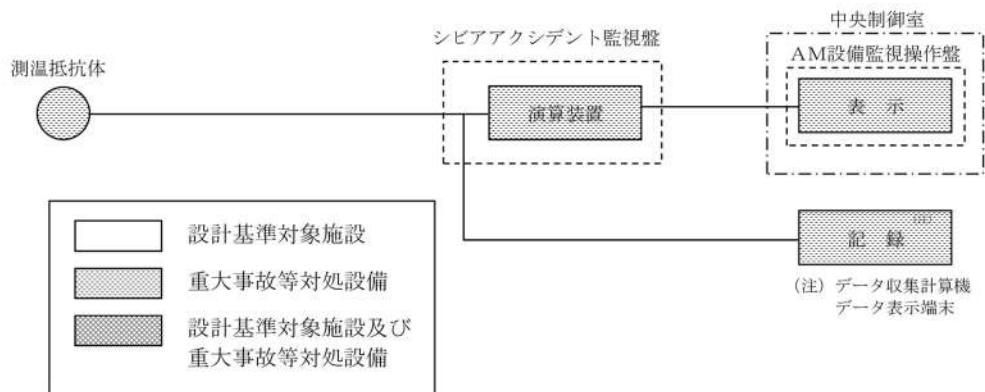 中央制御室
シビアアクシデント監視盤
AM設備監視操作盤
測温抵抗体
演算装置
表 示
(注)
記 録
(注)データ収集計算機
データ表示端末
設計基準対象施設
重大事故等対処設備
設計基準対象施設及び
重大事故等対処設備